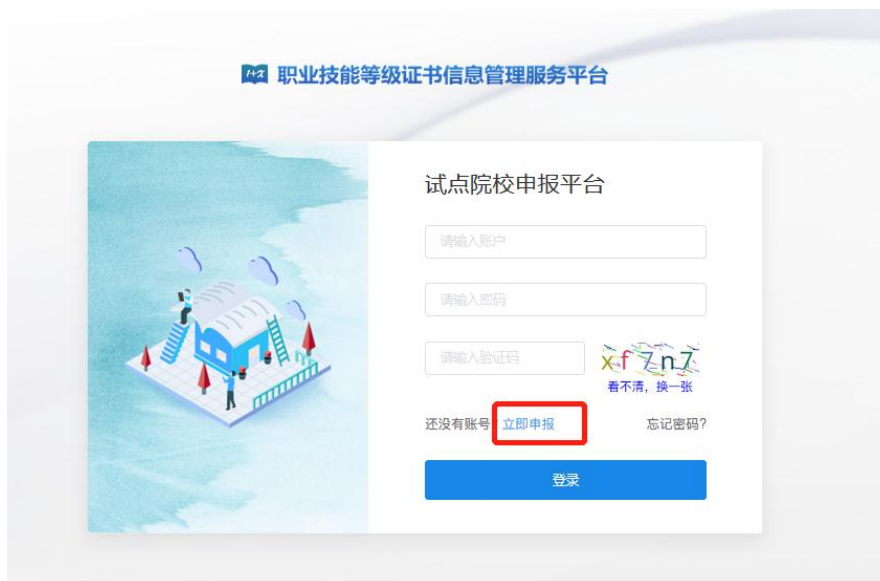 1+X 职业技能等级证书信息管理服务平台
试点院校申报平台
请输入账户
请输入密码
请输入验证码
xf7n7
看不清，换一张
还没有账号 立即申报 忘记密码?
登录